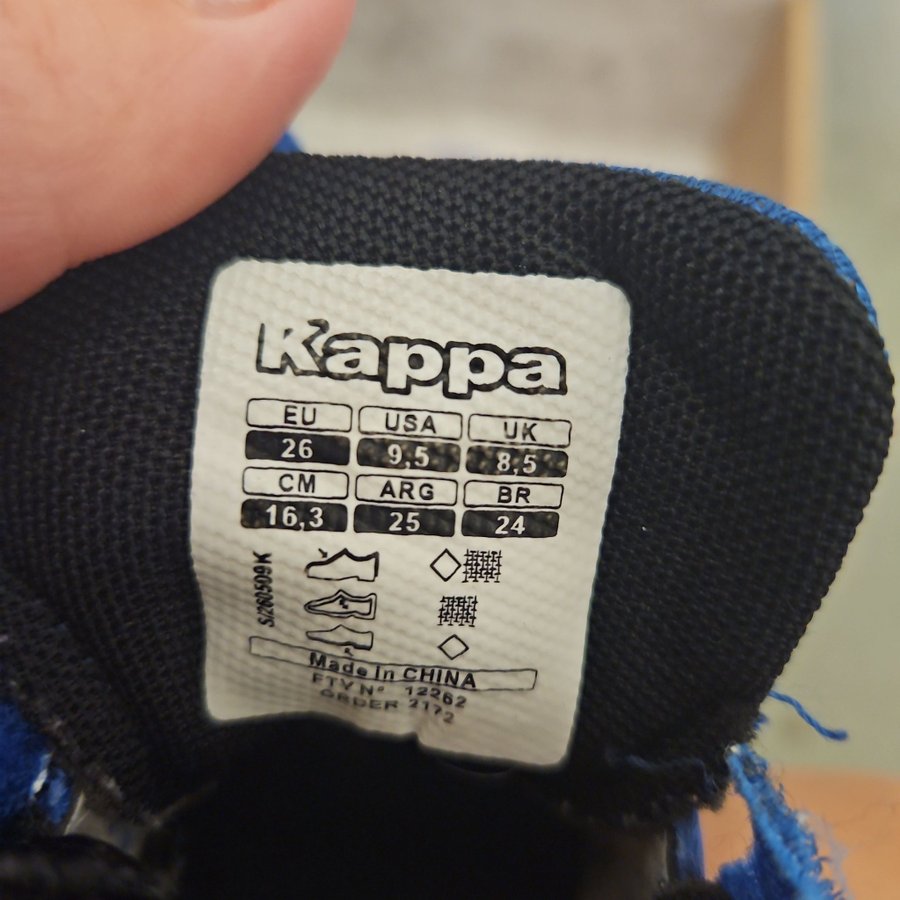 Kappa
EU USA UK
26 9,5 8,5
CM ARG BR
16,3 25 24
S/260509K
Made In CHINA
FTY Nº 12262
ORDER 2172